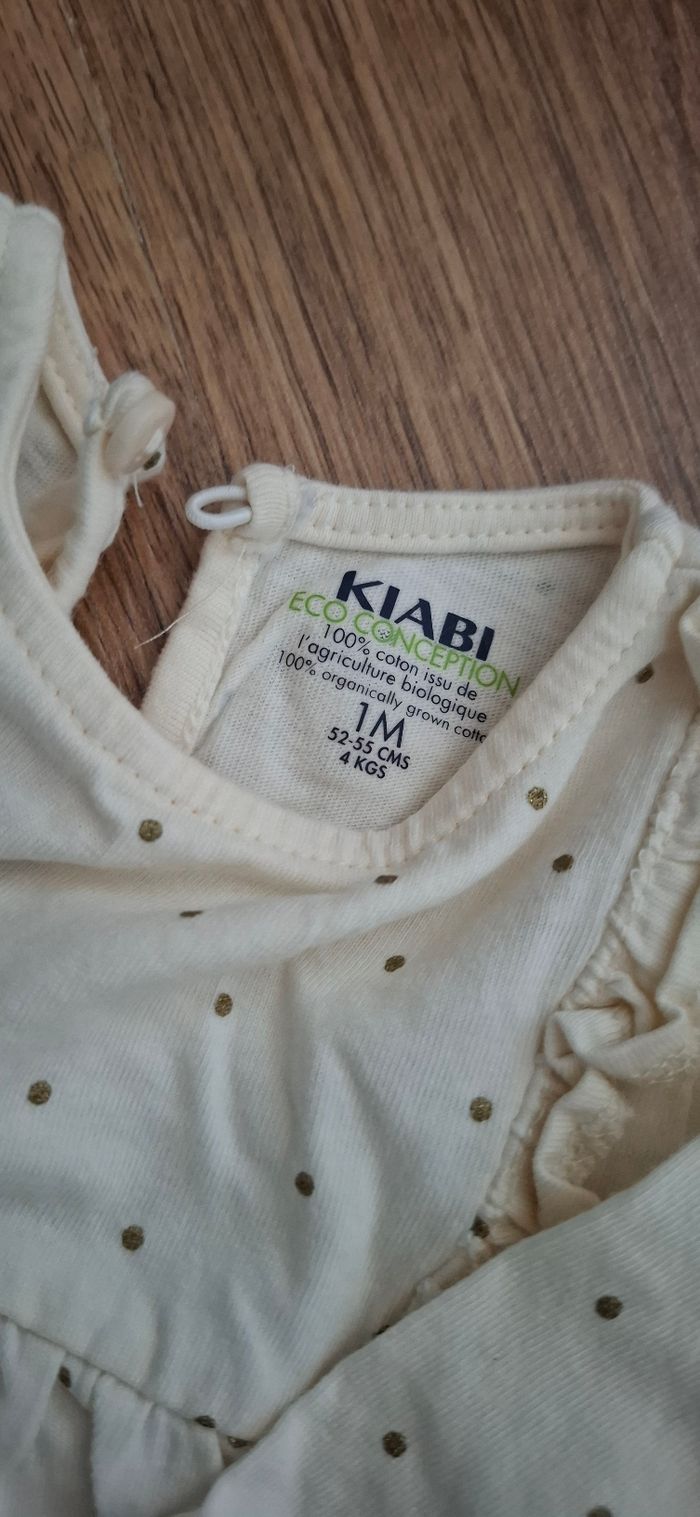 KIABI
ECO CONCEPTION
100% coton issu de
l'agriculture biologique
100% organically grown
1M
52-55 CMS
4 KGS